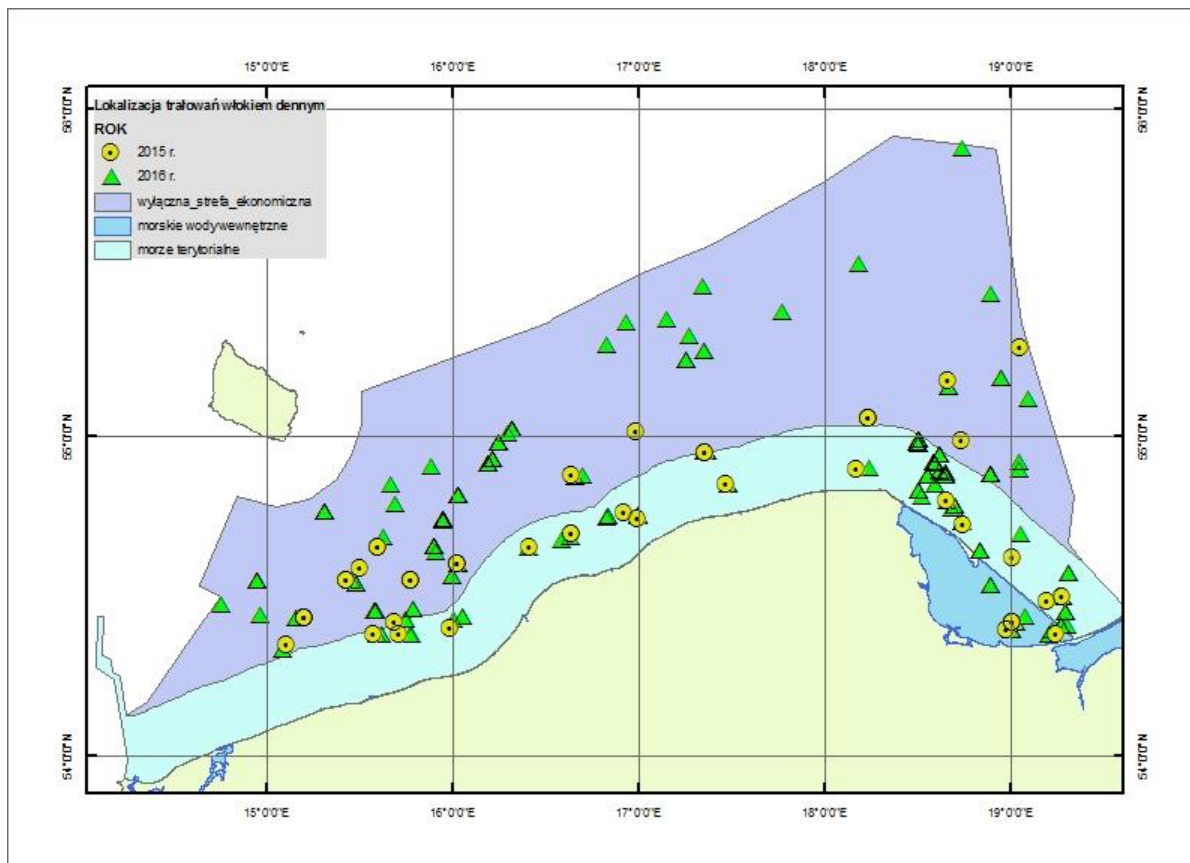 15°0'0"E 16°0'0"E 17°0'0"E 18°0'0"E 19°0'0"E
56°0'0"N 56°0'0"N
Lokalizacja trałowań włokiem dennym
ROK
2015 r.
2016 r.
wyłączna_strefa_ekonomiczna
morskie wody wewnętrzne
morze terytorialne
55°0'0"N 55°0'0"N
54°0'0"N 54°0'0"N
15°0'0"E 16°0'0"E 17°0'0"E 18°0'0"E 19°0'0"E